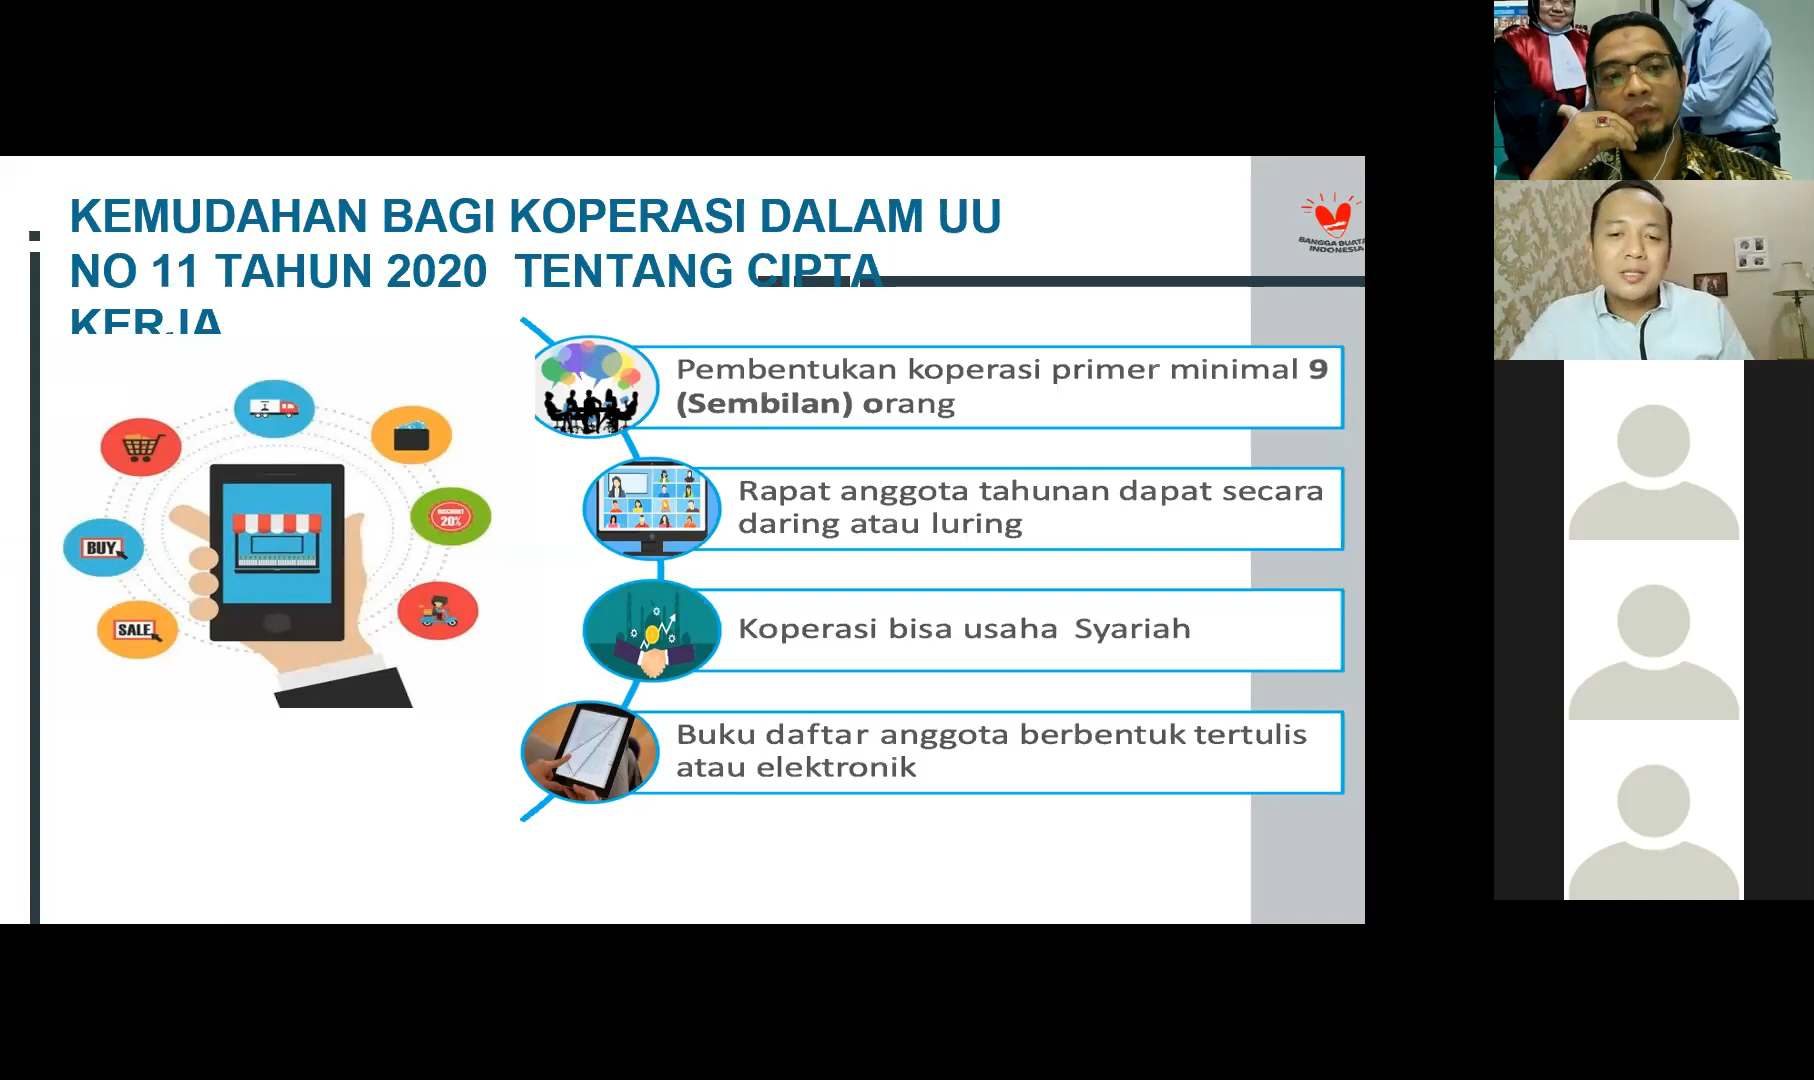 KEMUDAHAN BAGI KOPERASI DALAM UU
NO 11 TAHUN 2020 TENTANG CIPTA
KERJA
BANGGA BUATA
INDONESIA
Pembentukan koperasi primer minimal 9
(Sembilan) orang
Rapat anggota tahunan dapat secara
daring atau luring
Koperasi bisa usaha Syariah
Buku daftar anggota berbentuk tertulis
atau elektronik
DISCOUNT
20%
BUY
SALE